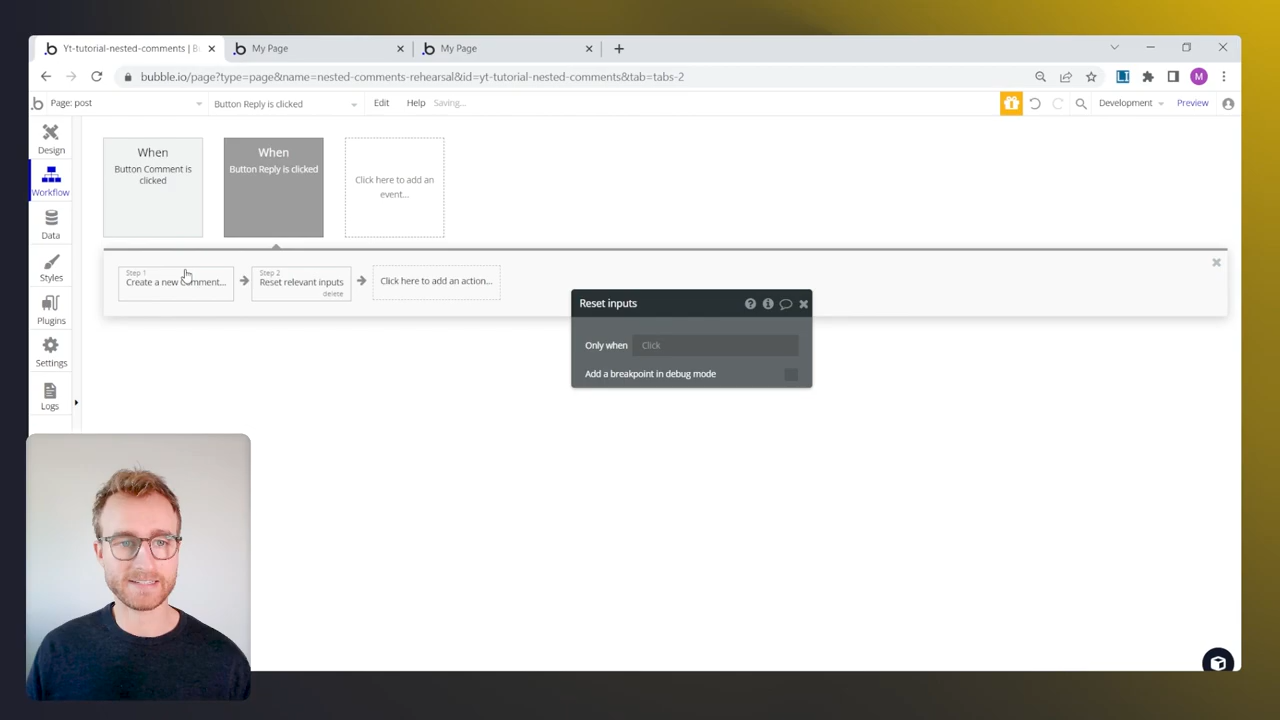 Yt-tutorial-nested-comments | B
My Page
My Page
bubble.io/page?type=page&name=nested-comments-rehearsal&id=yt-tutorial-nested-comments&tab=tabs-2
M
Page: post
Button Reply is clicked
Edit
Help
Saving...
Development
Preview
Design
Workflow
Data
Styles
Plugins
Settings
Logs
When
Button Comment is
clicked
When
Button Reply is clicked
Click here to add an
event...
Step 1
Create a new Comment...
Step 2
Reset relevant inputs
delete
Click here to add an action...
Reset inputs
Only when
Click
Add a breakpoint in debug mode